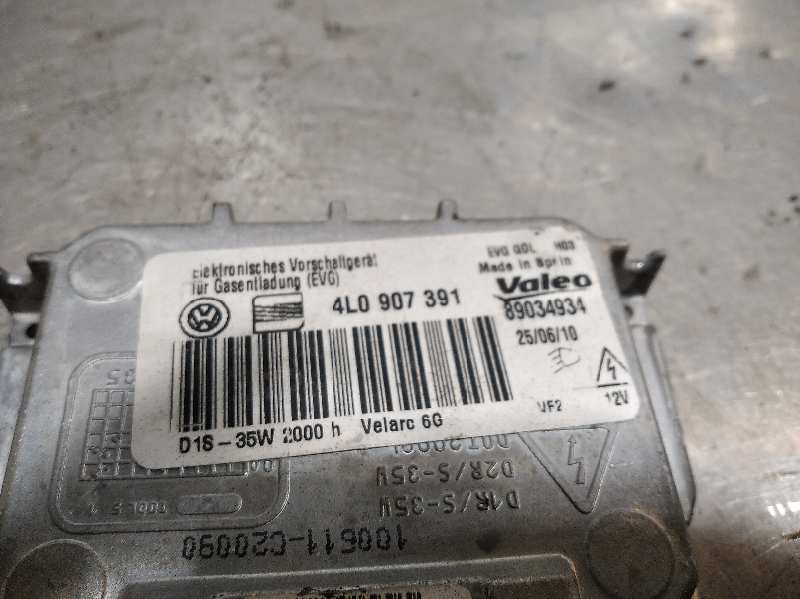 Elektronisches Vorschaltgerät
für Gasentladung (EVG)
4L0 907 391
EVG GDL H03
Made in Spain
Valeo
89034934
25/06/10
12V
VF2
D1S-35W 2000 h Velarc 6G
D2R/S-35W
D1R/S-35W
100611-C20090